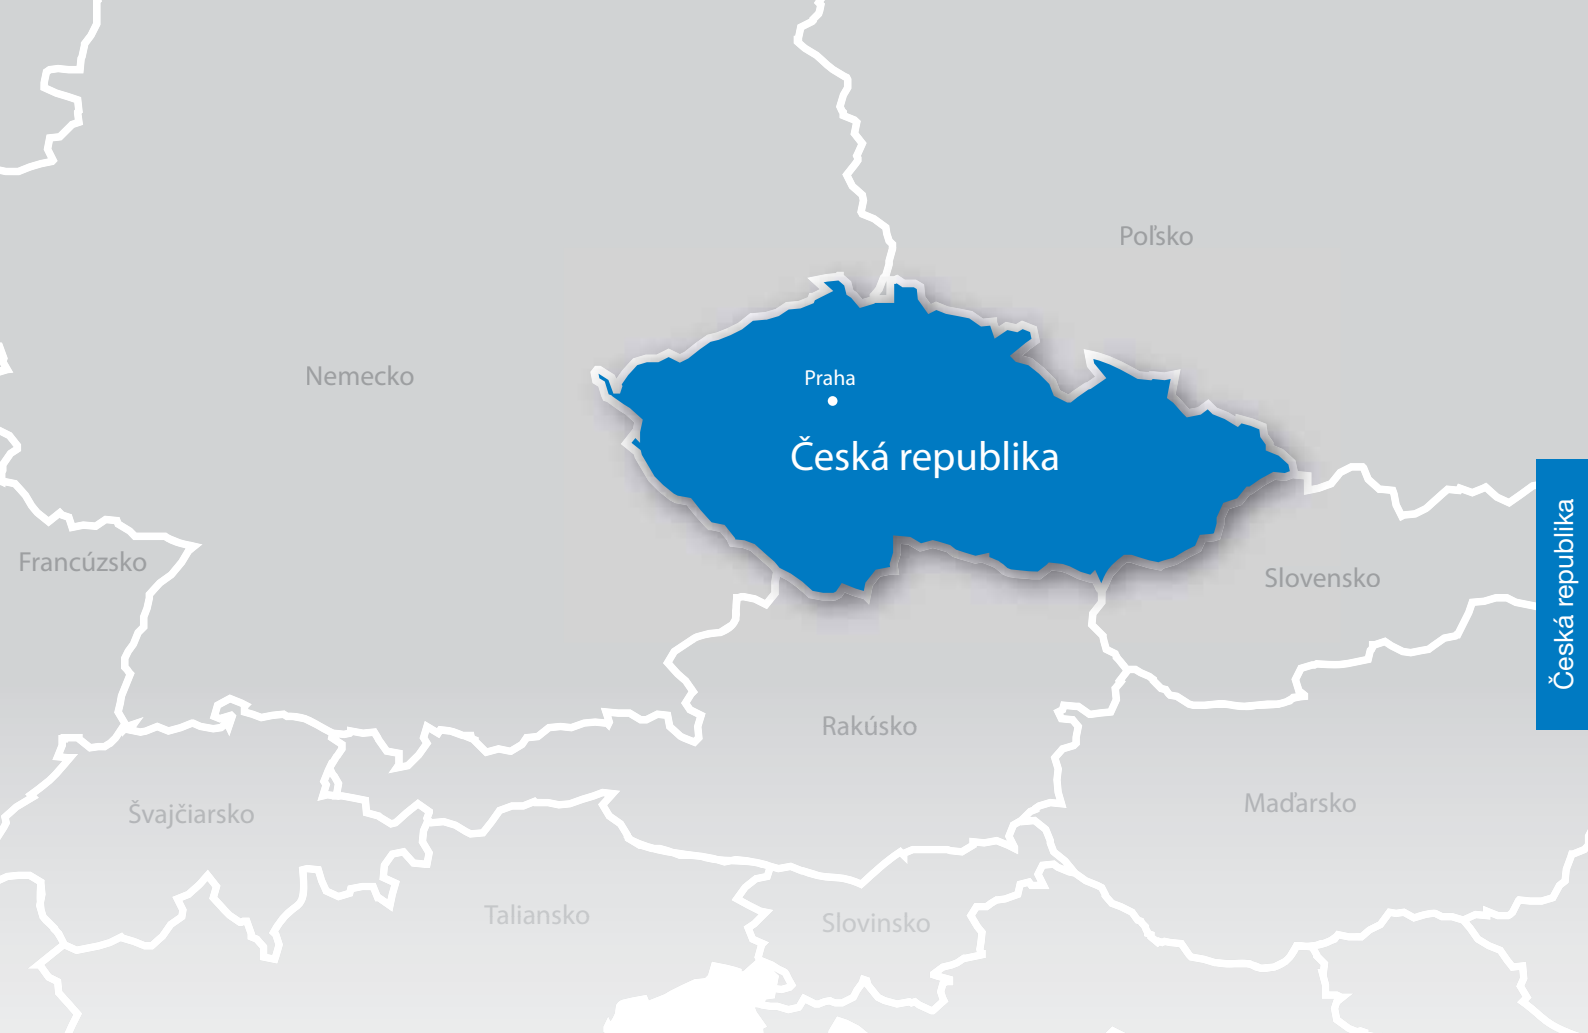 Poľsko
Nemecko
Praha
Česká republika
Česká republika
Francúzsko
Slovensko
Rakúsko
Švajčiarsko
Maďarsko
Taliansko
Slovinsko